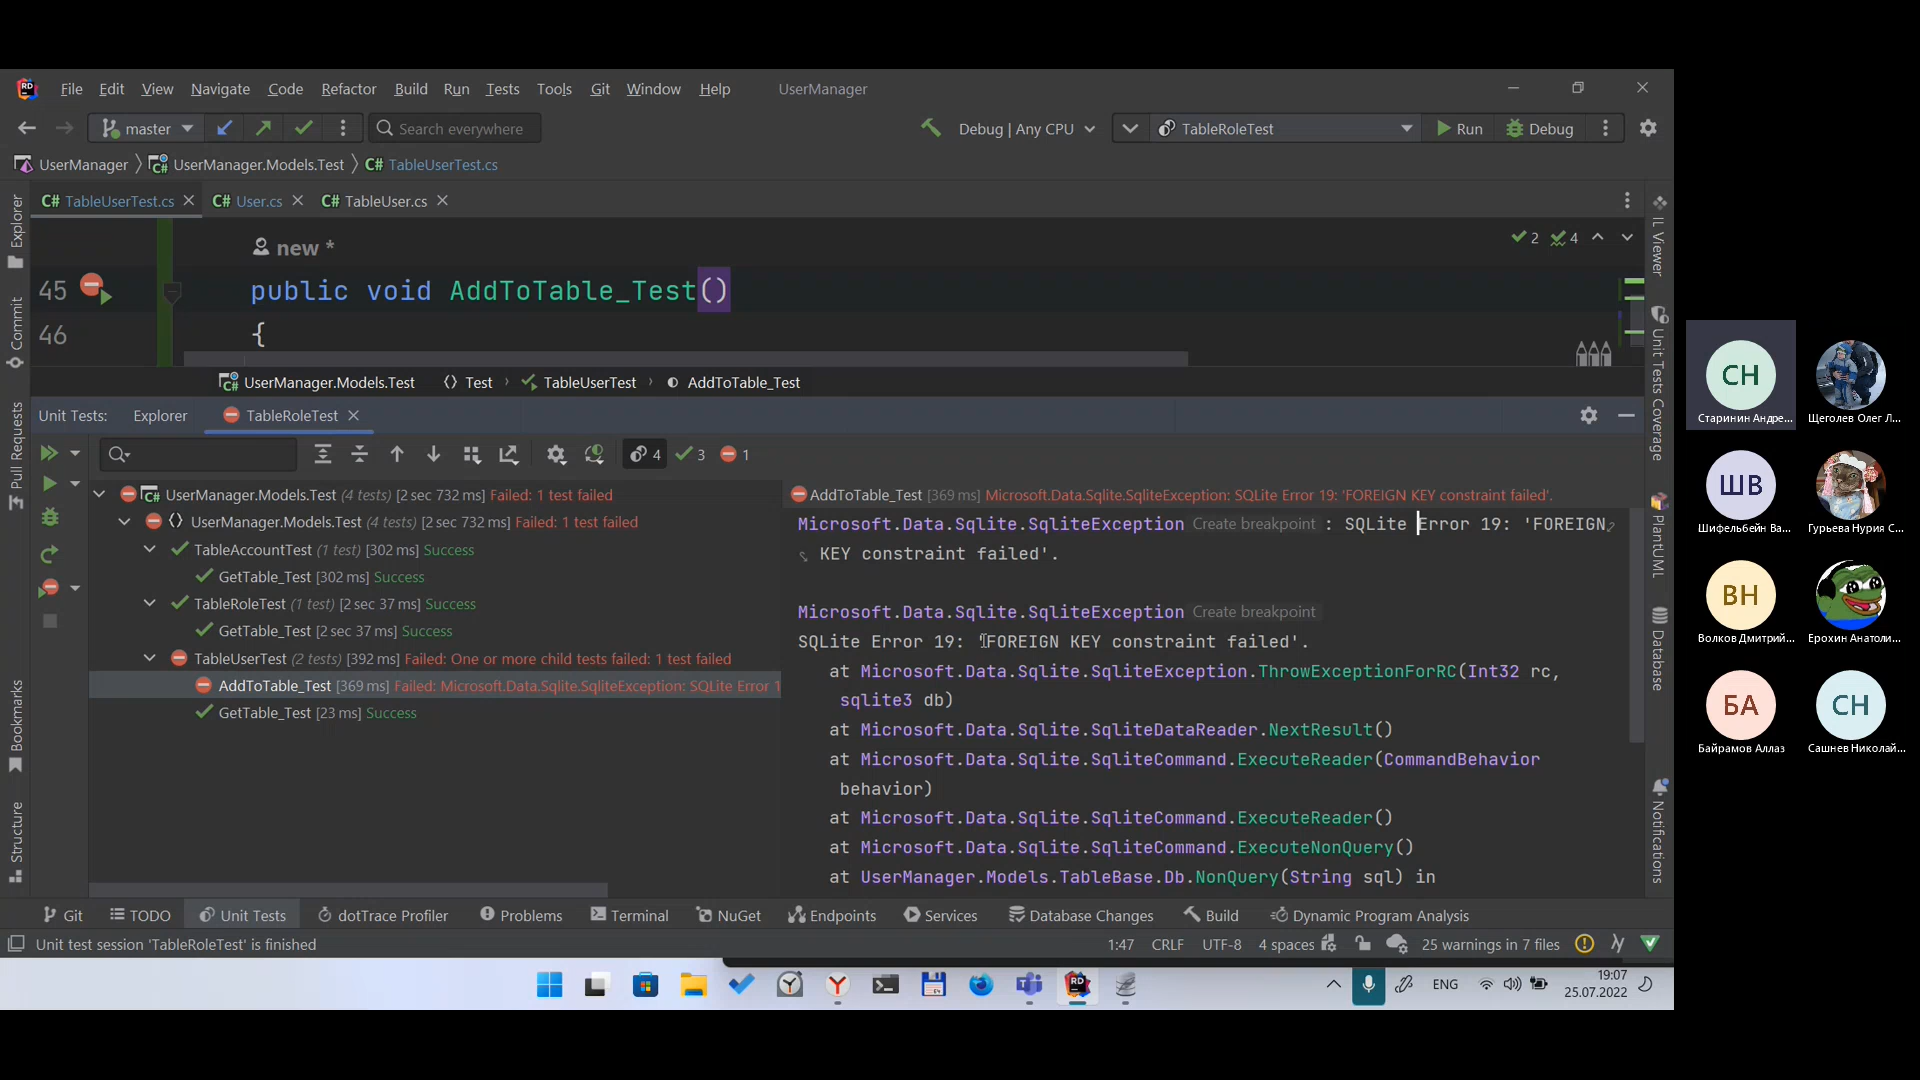 RD File Edit View Navigate Code Refactor Build Run Tests Tools Git Window Help UserManager
master Search everywhere Debug | Any CPU TableRoleTest Run Debug
UserManager UserManager.Models.Test C# TableUserTest.cs
C# TableUserTest.cs C# User.cs C# TableUser.cs
new *
2 4
45 public void AddToTable_Test()
46 {
UserManager.Models.Test Test TableUserTest AddToTable_Test
Unit Tests: Explorer TableRoleTest
4 3 1
UserManager.Models.Test (4 tests) [2 sec 732 ms] Failed: 1 test failed
UserManager.Models.Test (4 tests) [2 sec 732 ms] Failed: 1 test failed
TableAccountTest (1 test) [302 ms] Success
GetTable_Test [302 ms] Success
TableRoleTest (1 test) [2 sec 37 ms] Success
GetTable_Test [2 sec 37 ms] Success
TableUserTest (2 tests) [392 ms] Failed: One or more child tests failed: 1 test failed
AddToTable_Test [369 ms] Failed: Microsoft.Data.Sqlite.SqliteException: SQLite Error 1
GetTable_Test [23 ms] Success
AddToTable_Test [369 ms] Microsoft.Data.Sqlite.SqliteException: SQLite Error 19: 'FOREIGN KEY constraint failed'.
Microsoft.Data.Sqlite.SqliteException Create breakpoint : SQLite Error 19: 'FOREIGN
KEY constraint failed'.
Microsoft.Data.Sqlite.SqliteException Create breakpoint
SQLite Error 19: 'FOREIGN KEY constraint failed'.
at Microsoft.Data.Sqlite.SqliteException.ThrowExceptionForRC(Int32 rc,
sqlite3 db)
at Microsoft.Data.Sqlite.SqliteDataReader.NextResult()
at Microsoft.Data.Sqlite.SqliteCommand.ExecuteReader(CommandBehavior
behavior)
at Microsoft.Data.Sqlite.SqliteCommand.ExecuteReader()
at Microsoft.Data.Sqlite.SqliteCommand.ExecuteNonQuery()
at UserManager.Models.TableBase.Db.NonQuery(String sql) in
Explorer
Commit
Pull Requests
Bookmarks
Structure
IL Viewer
Unit Tests Coverage
PlantUML
Database
Notifications
Git TODO Unit Tests dotTrace Profiler Problems Terminal NuGet Endpoints Services Database Changes Build Dynamic Program Analysis
Unit test session 'TableRoleTest' is finished 1:47 CRLF UTF-8 4 spaces 25 warnings in 7 files
ENG 19:07
25.07.2022
СН
Старинин Андре... Щеголев Олег Л...
ШВ
Шифельбейн Ва... Гурьева Нурия С...
ВН
Волков Дмитрий... Ерохин Анатоли...
БА СН
Байрамов Аллаз Сашнев Николай...